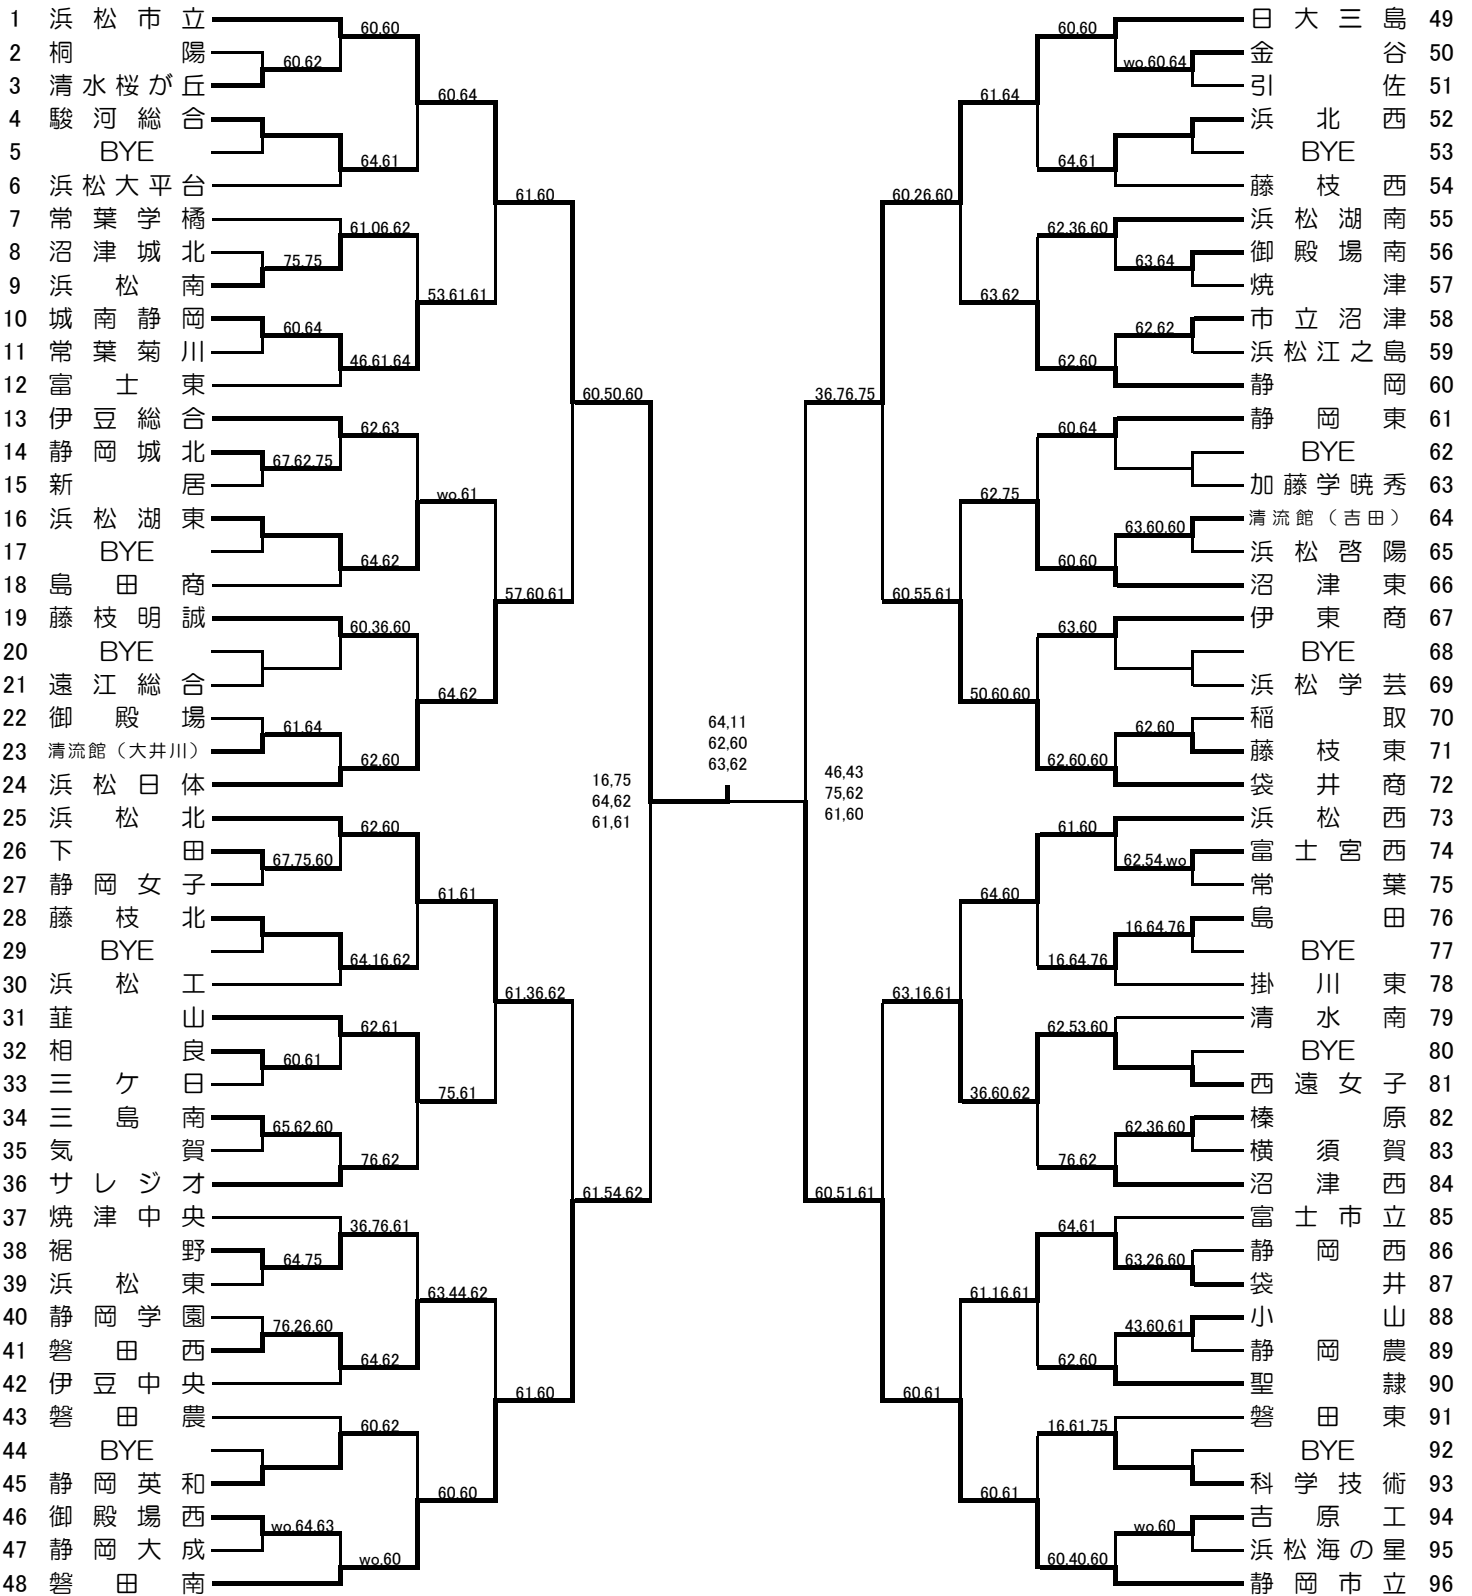 1 浜松市立
2 桐陽
3 清水桜が丘
4 駿河総合
5 BYE
6 浜松大平台
7 常葉学橘
8 沼津城北
9 浜松南
10 城南静岡
11 常葉菊川
12 富士東
13 伊豆総合
14 静岡城北
15 新居
16 浜松湖東
17 BYE
18 島田商
19 藤枝明誠
20 BYE
21 遠江総合
22 御殿場
23 清流館（大井川）
24 浜松日体
25 浜松北
26 下田
27 静岡女子
28 藤枝北
29 BYE
30 浜松工
31 韮山
32 相良
33 三ケ日
34 三島南
35 気賀
36 サレジオ
37 焼津中央
38 裾野
39 浜松東
40 静岡学園
41 磐田西
42 伊豆中央
43 磐田農
44 BYE
45 静岡英和
46 御殿場西
47 静岡大成
48 磐田南
60.62
75.75
60.64
67.62.75
61.64
67.75.60
60.61
65.62.60
64.75
76.26.60
wo.64.63
60.60
64.61
61.06.62
46.61.64
62.63
64.62
60.36.60
62.60
62.60
64.16.62
62.61
76.62
36.76.61
64.62
60.62
wo.60
60.64
53.61.61
wo.61
64.62
61.61
75.61
63.44.62
60.60
61.60
57.60.61
61.36.62
61.60
60.50.60
61.54.62
16,75
64,62
61,61
64,11
62,60
63,62
46,43
75,62
61,60
36.76.75
60.51.61
60.26.60
60.55.61
63.16.61
60.61
61.64
63.62
62.75
50.60.60
64.60
36.60.62
61.16.61
60.61
60.60
64.61
62.36.60
62.60
60.64
60.60
63.60
62.60.60
61.60
16.64.76
62.53.60
76.62
64.61
62.60
16.61.75
60.40.60
wo.60.64
63.64
62.62
63.60.60
62.60
62.54.wo
16.64.76
62.36.60
63.26.60
43.60.61
wo.60
日大三島 49
金谷 50
引佐 51
浜北西 52
BYE 53
藤枝西 54
浜松湖南 55
御殿場南 56
焼津 57
市立沼津 58
浜松江之島 59
静岡 60
静岡東 61
BYE 62
加藤学暁秀 63
清流館（吉田） 64
浜松啓陽 65
沼津東 66
伊東商 67
BYE 68
浜松学芸 69
稲取 70
藤枝東 71
袋井商 72
浜松西 73
富士宮西 74
常葉 75
島田 76
BYE 77
掛川東 78
清水南 79
BYE 80
西遠女子 81
榛原 82
横須賀 83
沼津西 84
富士市立 85
静岡西 86
袋井 87
小山 88
静岡農 89
聖隷 90
磐田東 91
BYE 92
科学技術 93
吉原工 94
浜松海の星 95
静岡市立 96